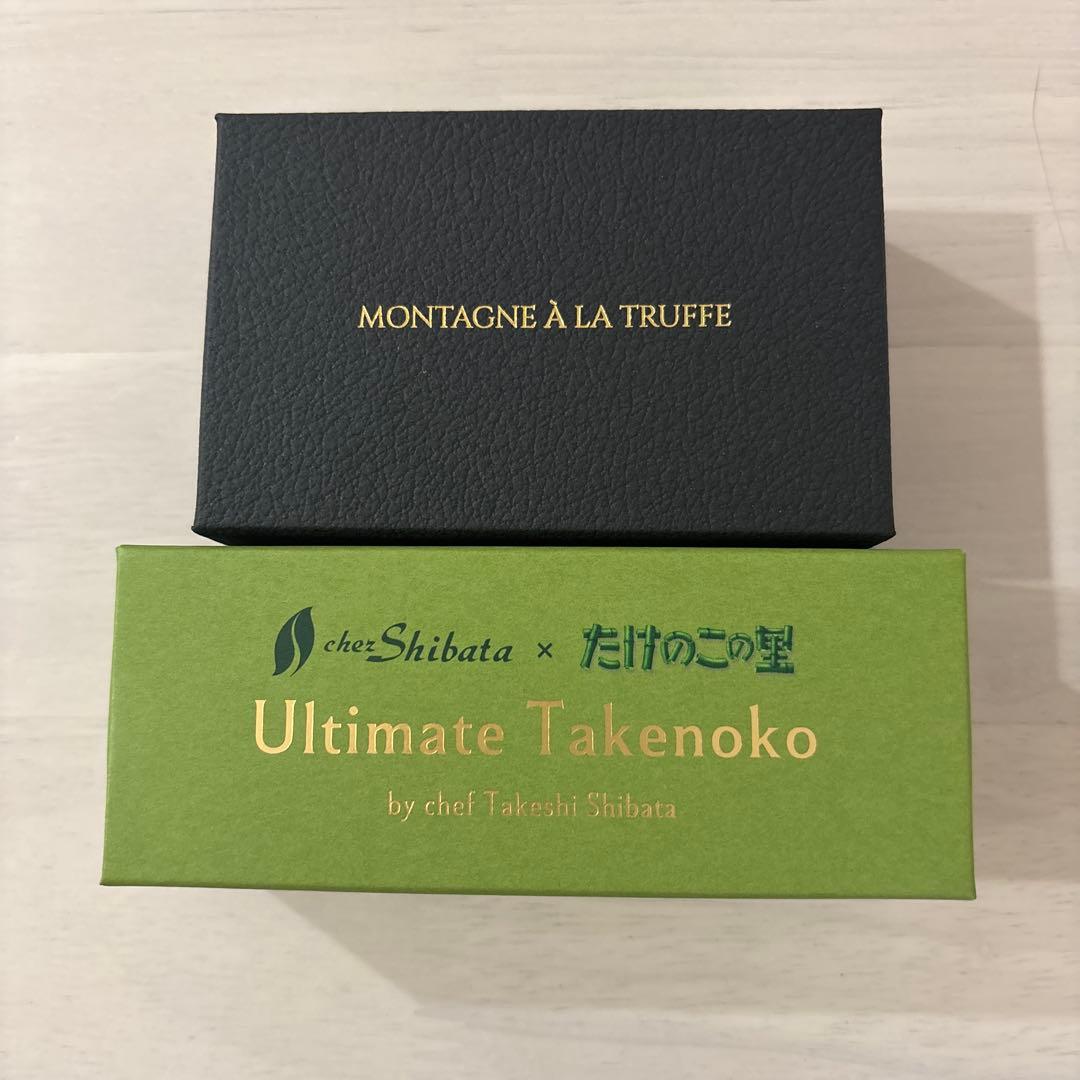 MONTAGNE À LA TRUFFE
chez Shibata × たけのこの里
Ultimate Takenoko
by chef Takeshi Shibata